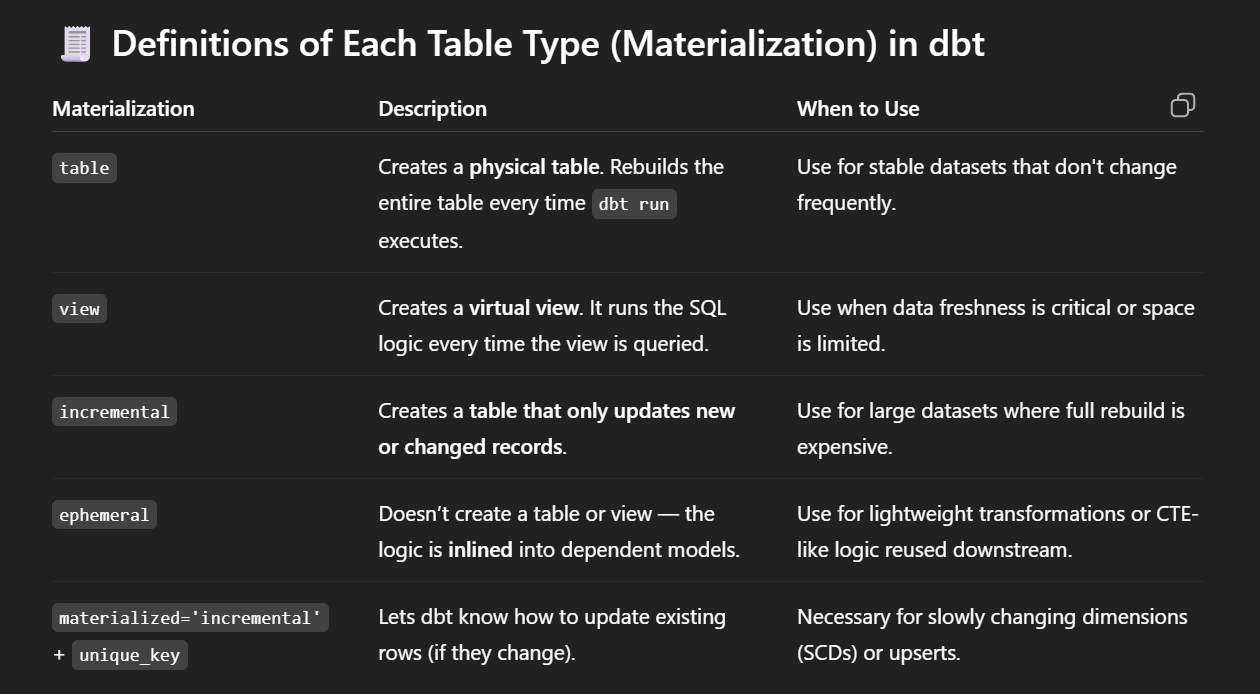 Definitions of Each Table Type (Materialization) in dbt
Materialization Description When to Use
table
Creates a physical table. Rebuilds the
entire table every time dbt run
executes.
Use for stable datasets that don't change
frequently.
view
Creates a virtual view. It runs the SQL
logic every time the view is queried.
Use when data freshness is critical or space
is limited.
incremental
Creates a table that only updates new
or changed records.
Use for large datasets where full rebuild is
expensive.
ephemeral
Doesn’t create a table or view — the
logic is inlined into dependent models.
Use for lightweight transformations or CTE-
like logic reused downstream.
materialized='incremental'
+ unique_key
Lets dbt know how to update existing
rows (if they change).
Necessary for slowly changing dimensions
(SCDs) or upserts.